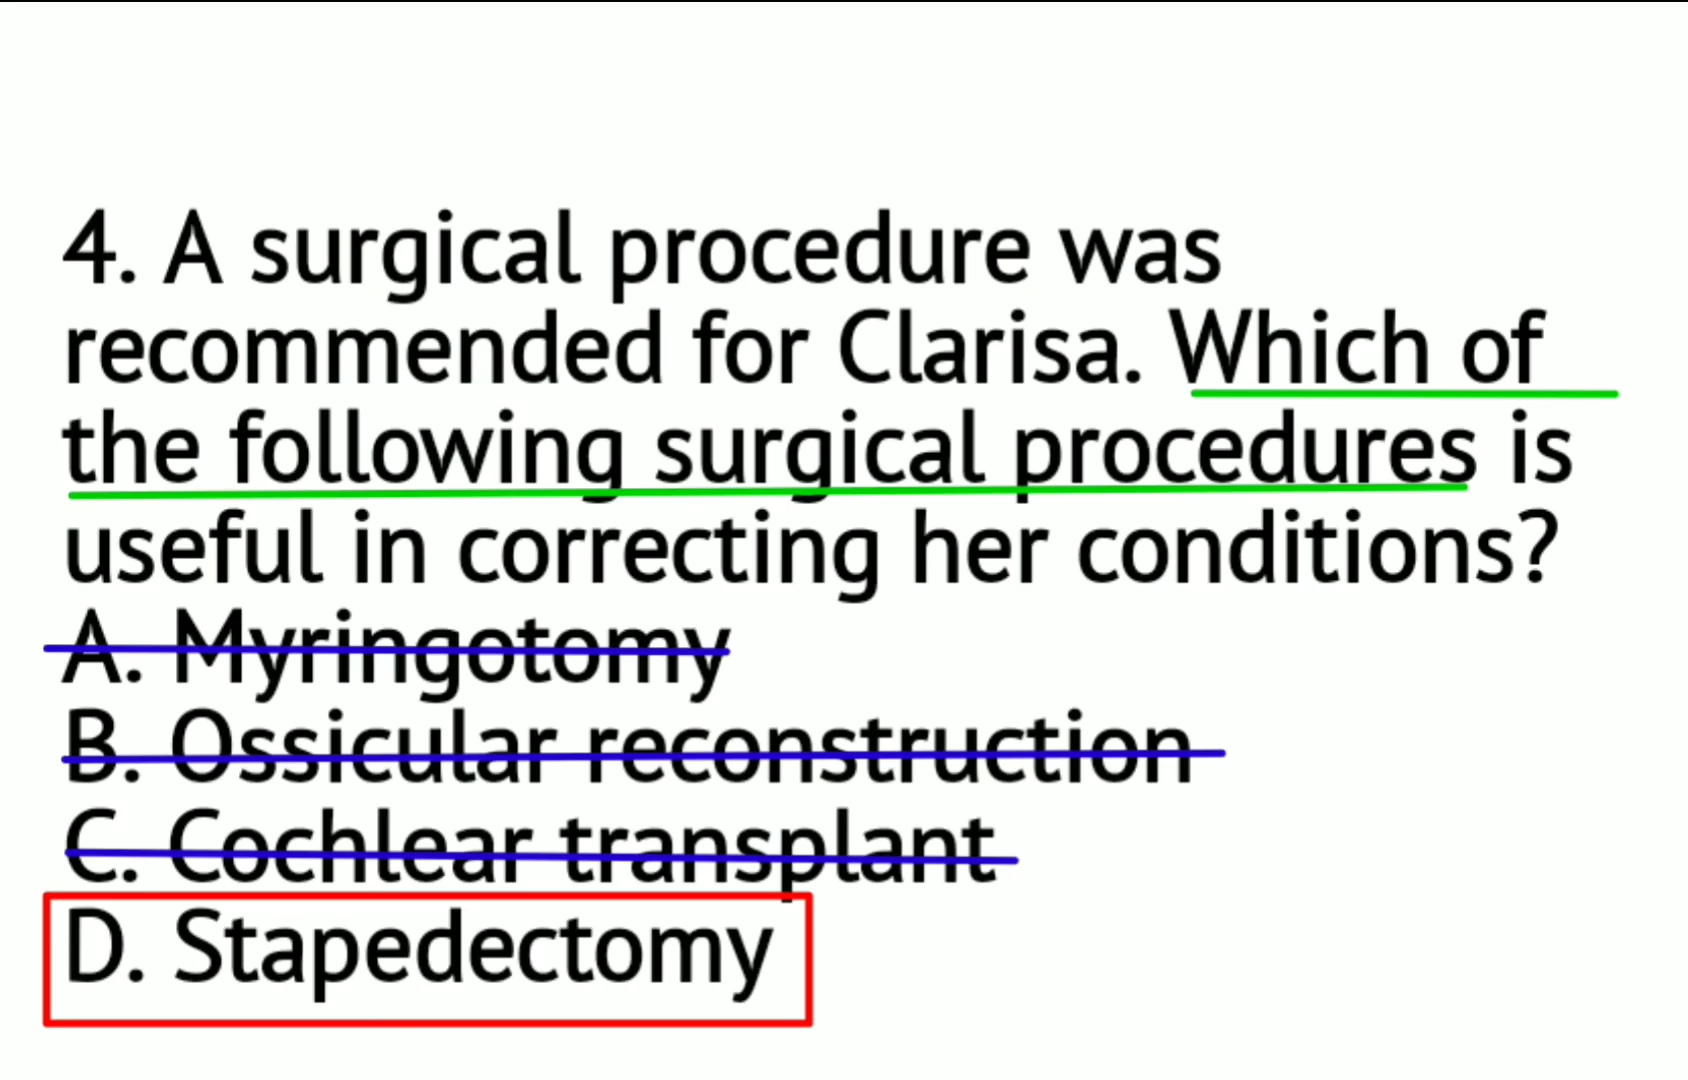 4. A surgical procedure was
recommended for Clarisa. Which of
the following surgical procedures is
useful in correcting her conditions?
A. Myringotomy
B. Ossicular reconstruction
C. Cochlear transplant
D. Stapedectomy